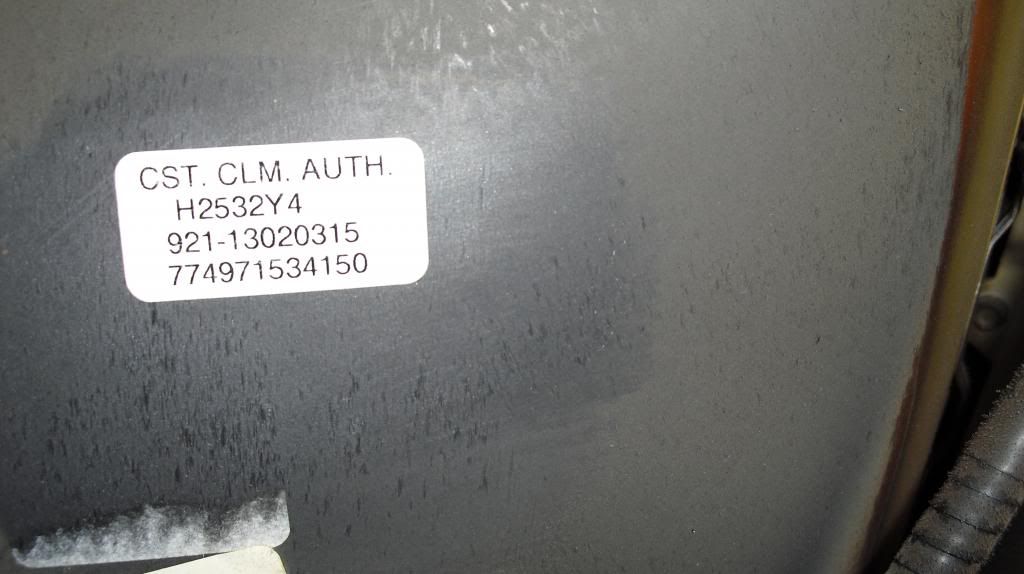 CST. CLM. AUTH.
H2532Y4
921-13020315
774971534150